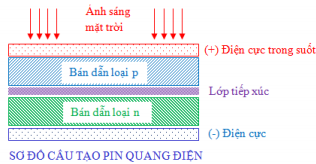 Ánh sáng
mặt trời
(+) Điện cực trong suốt
Bán dẫn loại p
Lớp tiếp xúc
Bán dẫn loại n
(-) Điện cực
SƠ ĐỒ CẤU TẠO PIN QUANG ĐIỆN